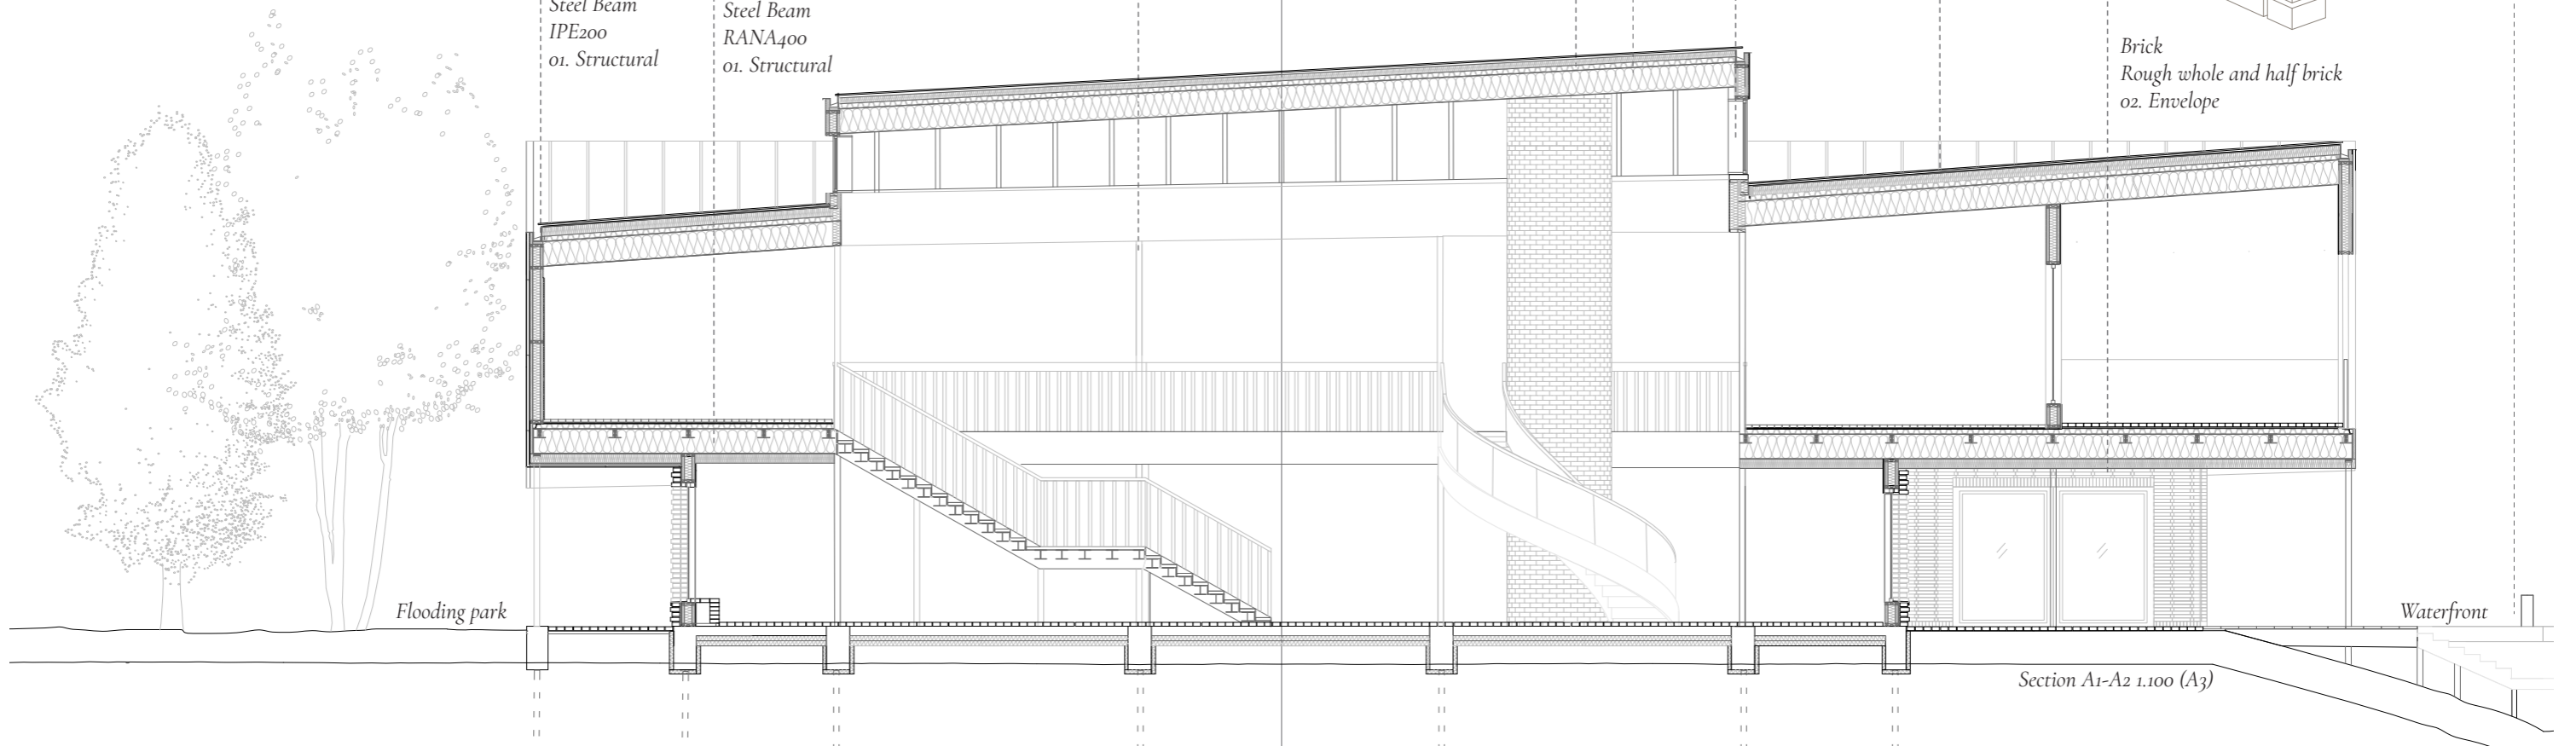 Steel Beam
IPE200
01. Structural
Steel Beam
RANA400
01. Structural
Brick
Rough whole and half brick
02. Envelope
Flooding park
Waterfront
Section A1-A2 1.100 (A3)